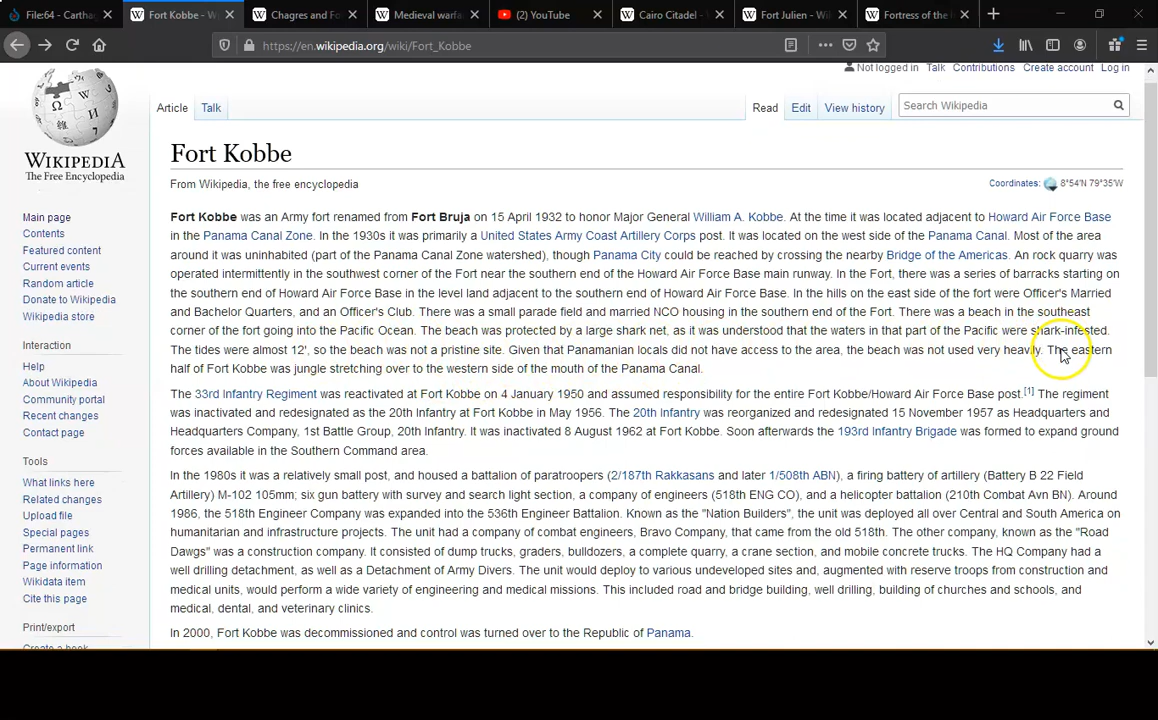 File:64 - Carthag
Fort Kobbe - Wi
Chagres and Fo
Medieval warfa
(2) YouTube
Cairo Citadel - W
Fort Julien - Wi
Fortress of the
https://en.wikipedia.org/wiki/Fort_Kobbe
Not logged in Talk Contributions Create account Log in
Article Talk
Read Edit View history
Search Wikipedia
WIKIPEDIA
The Free Encyclopedia
Fort Kobbe
From Wikipedia, the free encyclopedia
Coordinates: 8°54′N 79°35′W
Fort Kobbe was an Army fort renamed from Fort Bruja on 15 April 1932 to honor Major General William A. Kobbe. At the time it was located adjacent to Howard Air Force Base
in the Panama Canal Zone. In the 1930s it was primarily a United States Army Coast Artillery Corps post. It was located on the west side of the Panama Canal. Most of the area
around it was uninhabited (part of the Panama Canal Zone watershed), though Panama City could be reached by crossing the nearby Bridge of the Americas. An rock quarry was
operated intermittently in the southwest corner of the Fort near the southern end of the Howard Air Force Base main runway. In the Fort, there was a series of barracks starting on
the southern end of Howard Air Force Base in the level land adjacent to the southern end of Howard Air Force Base. In the hills on the east side of the fort were Officer's Married
and Bachelor Quarters, and an Officer's Club. There was a small parade field and married NCO housing in the southern end of the Fort. There was a beach in the southeast
corner of the fort going into the Pacific Ocean. The beach was protected by a large shark net, as it was understood that the waters in that part of the Pacific were shark-infested.
The tides were almost 12', so the beach was not a pristine site. Given that Panamanian locals did not have access to the area, the beach was not used very heavily. The eastern
half of Fort Kobbe was jungle stretching over to the western side of the mouth of the Panama Canal.
The 33rd Infantry Regiment was reactivated at Fort Kobbe on 4 January 1950 and assumed responsibility for the entire Fort Kobbe/Howard Air Force Base post.[1] The regiment
was inactivated and redesignated as the 20th Infantry at Fort Kobbe in May 1956. The 20th Infantry was reorganized and redesignated 15 November 1957 as Headquarters and
Headquarters Company, 1st Battle Group, 20th Infantry. It was inactivated 8 August 1962 at Fort Kobbe. Soon afterwards the 193rd Infantry Brigade was formed to expand ground
forces available in the Southern Command area.
In the 1980s it was a relatively small post, and housed a battalion of paratroopers (2/187th Rakkasans and later 1/508th ABN), a firing battery of artillery (Battery B 22 Field
Artillery) M-102 105mm; six gun battery with survey and search light section, a company of engineers (518th ENG CO), and a helicopter battalion (210th Combat Avn BN). Around
1986, the 518th Engineer Company was expanded into the 536th Engineer Battalion. Known as the "Nation Builders", the unit was deployed all over Central and South America on
humanitarian and infrastructure projects. The unit had a company of combat engineers, Bravo Company, that came from the old 518th. The other company, known as the "Road
Dawgs" was a construction company. It consisted of dump trucks, graders, bulldozers, a complete quarry, a crane section, and mobile concrete trucks. The HQ Company had a
well drilling detachment, as well as a Detachment of Army Divers. The unit would deploy to various undeveloped sites and, augmented with reserve troops from construction and
medical units, would perform a wide variety of engineering and medical missions. This included road and bridge building, well drilling, building of churches and schools, and
medical, dental, and veterinary clinics.
In 2000, Fort Kobbe was decommissioned and control was turned over to the Republic of Panama.
Main page
Contents
Featured content
Current events
Random article
Donate to Wikipedia
Wikipedia store
Interaction
Help
About Wikipedia
Community portal
Recent changes
Contact page
Tools
What links here
Related changes
Upload file
Special pages
Permanent link
Page information
Wikidata item
Cite this page
Print/export
Create a book